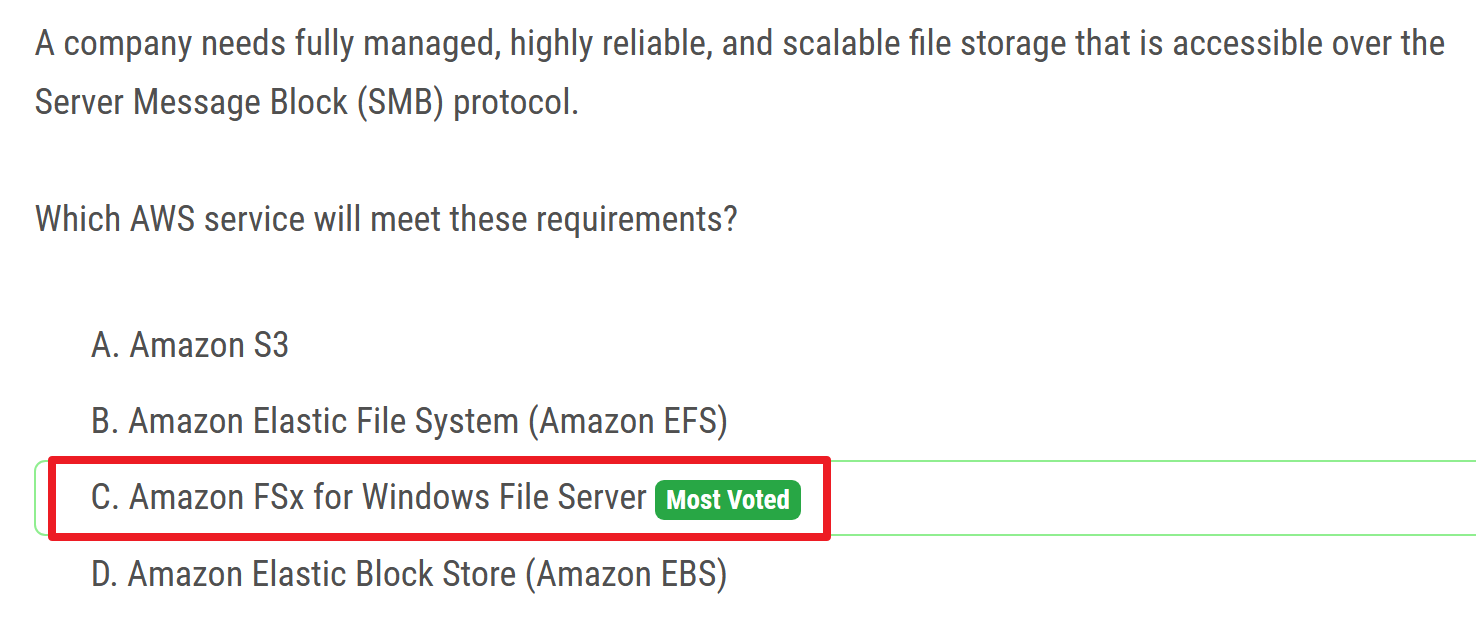 A company needs fully managed, highly reliable, and scalable file storage that is accessible over the
Server Message Block (SMB) protocol.
Which AWS service will meet these requirements?
A. Amazon S3
B. Amazon Elastic File System (Amazon EFS)
C. Amazon FSx for Windows File Server Most Voted
D. Amazon Elastic Block Store (Amazon EBS)